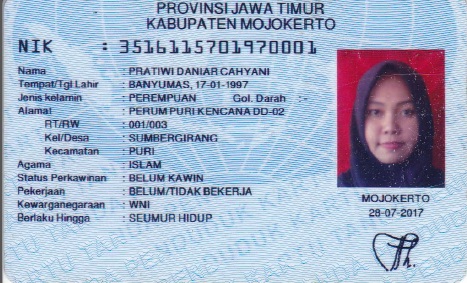 PROVINSI JAWA TIMUR
KABUPATEN MOJOKERTO
NIK : 3516115701970001
Nama : PRATIWI DANIAR CAHYANI
Tempat/Tgl Lahir : BANYUMAS, 17-01-1997
Jenis kelamin : PEREMPUAN Gol. Darah :-
Alamat : PERUM PURI KENCANA DD-02
RT/RW : 001/003
Kel/Desa : SUMBERGIRANG
Kecamatan : PURI
Agama : ISLAM
Status Perkawinan : BELUM KAWIN
Pekerjaan : BELUM/TIDAK BEKERJA
Kewarganegaraan : WNI
Berlaku Hingga : SEUMUR HIDUP
MOJOKERTO
28-07-2017